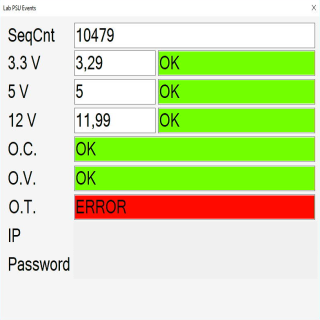 Lab PSU Events X
SeqCnt 10479
3.3 V 3,29 OK
5 V 5 OK
12 V 11,99 OK
O.C. OK
O.V. OK
O.T. ERROR
IP
Password